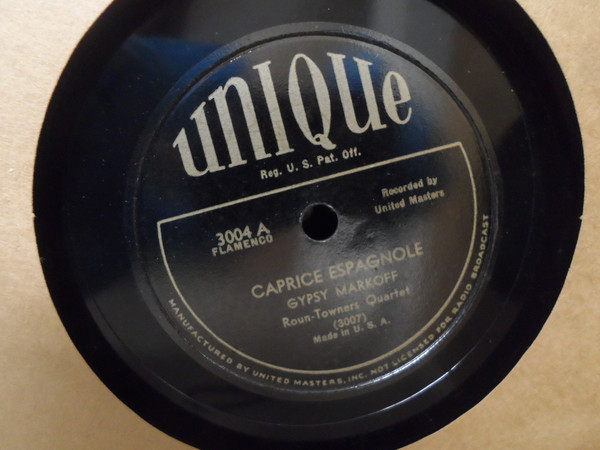 unIQUe
Reg. U. S. Pat. Off.
Recorded by
United Masters
3004 A
FLAMENCO
CAPRICE ESPAGNOLE
GYPSY MARKOFF
Roun-Towners Quartet
(3007)
Made in U. S. A.
MANUFACTURED BY UNITED MASTERS, INC. NOT LICENSED FOR RADIO BROADCAST